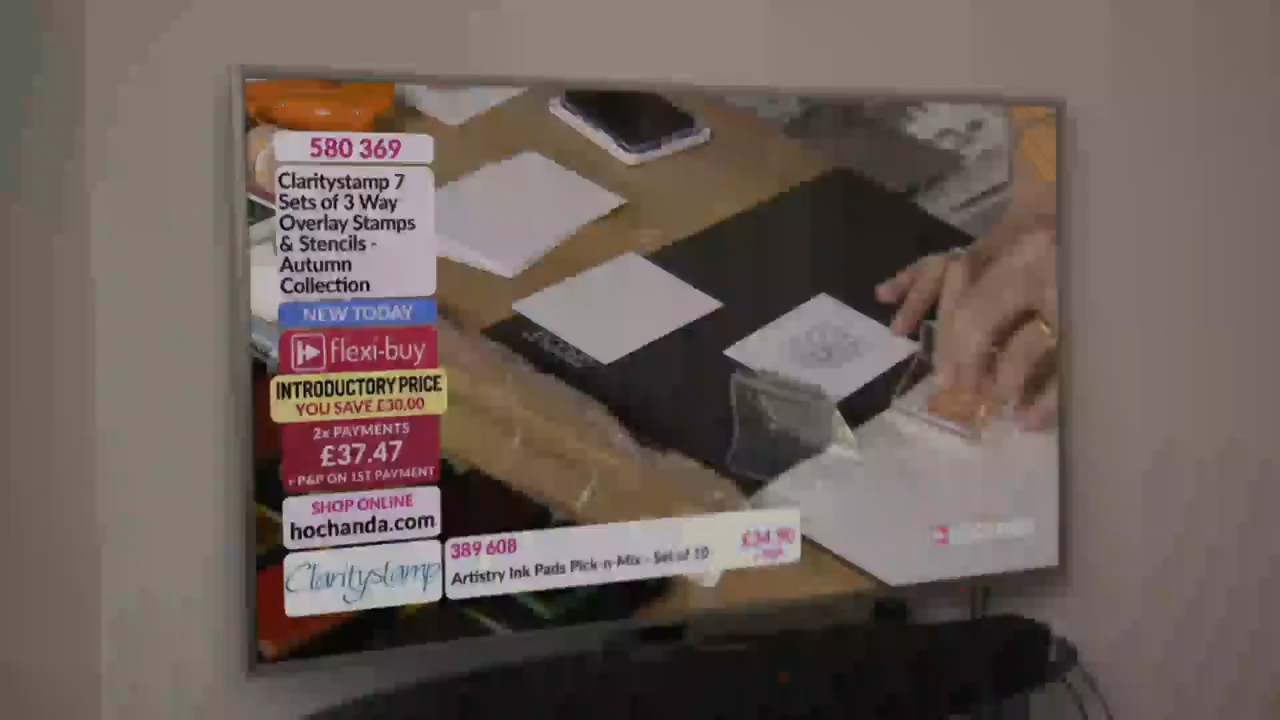 580 369
Claritystamp 7
Sets of 3 Way
Overlay Stamps
& Stencils -
Autumn
Collection
NEW TODAY
flexi-buy
INTRODUCTORY PRICE
YOU SAVE £30.00
2x PAYMENTS
£37.47
+ P&P ON 1ST PAYMENT
SHOP ONLINE
hochanda.com
Claritystamp
389 608
Artistry Ink Pads Pick-n-Mix - Set of 10
£34.90
+ P&P